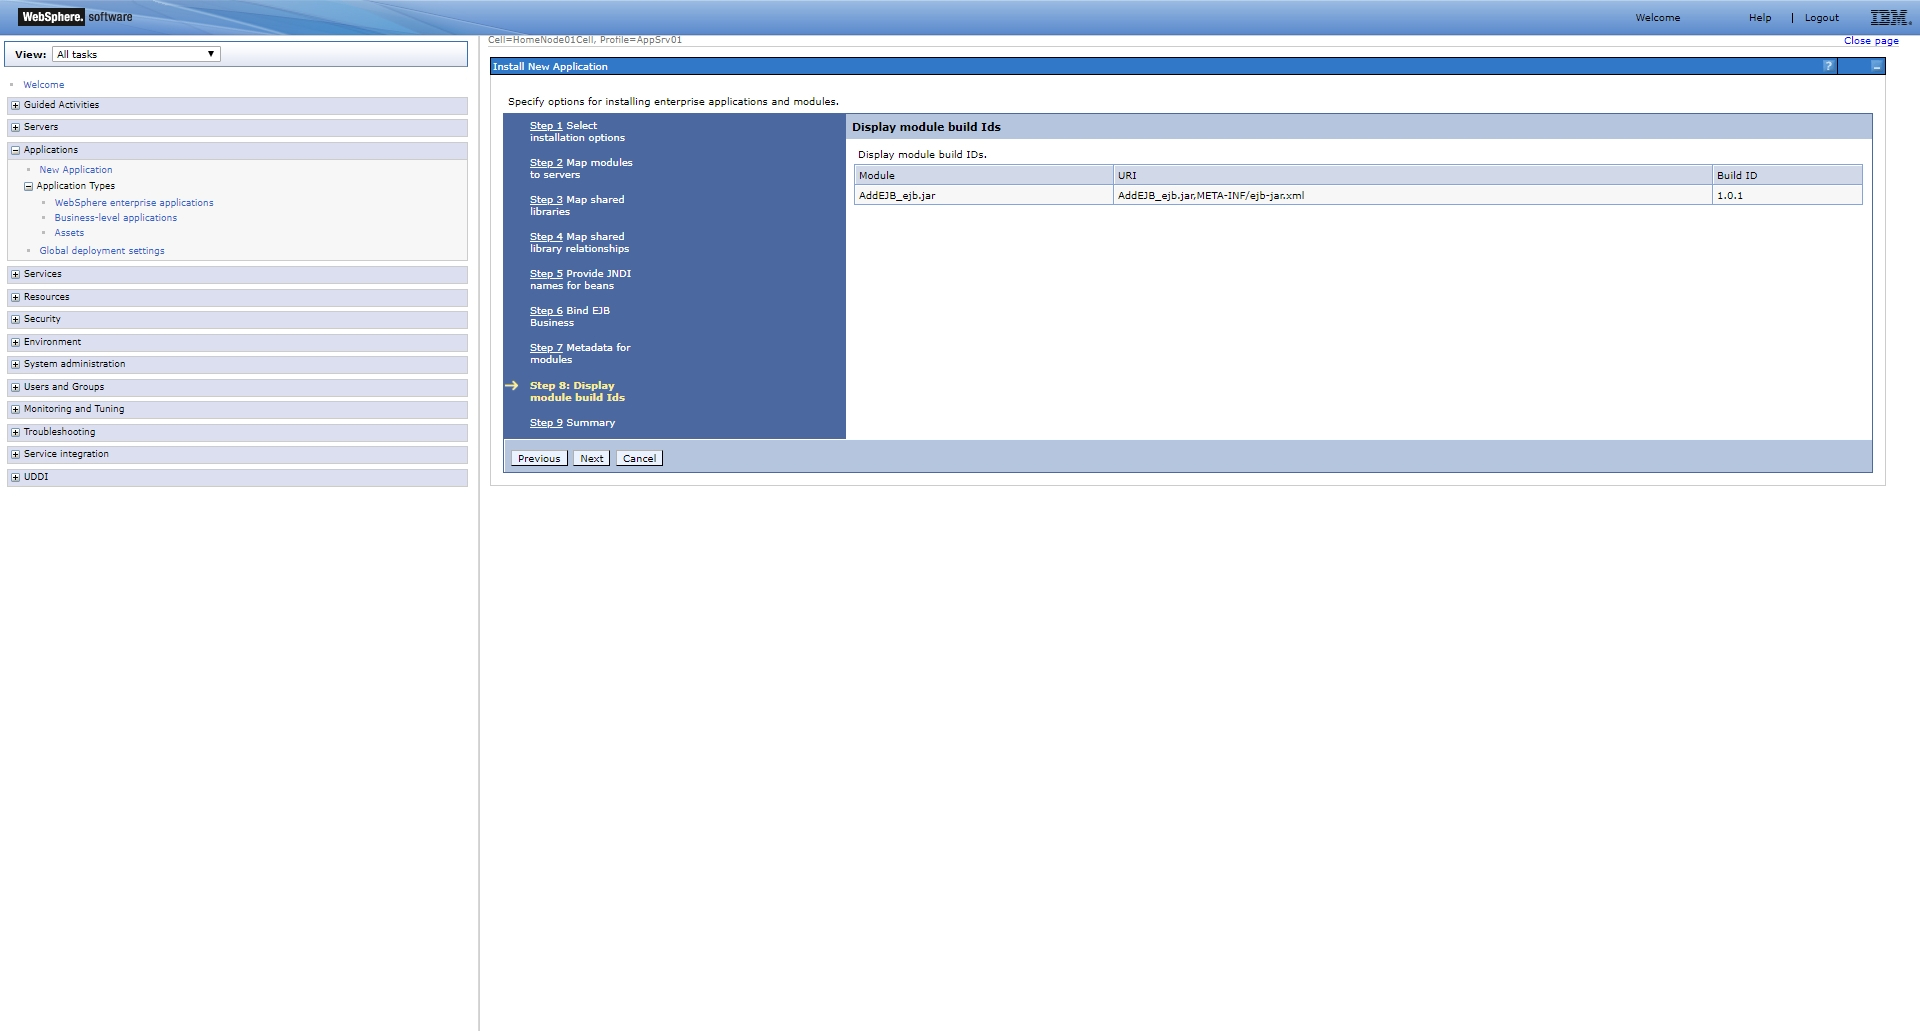 WebSphere. software
Welcome Help | Logout IBM.
View: All tasks
Welcome
Guided Activities
Servers
Applications
New Application
Application Types
WebSphere enterprise applications
Business-level applications
Assets
Global deployment settings
Services
Resources
Security
Environment
System administration
Users and Groups
Monitoring and Tuning
Troubleshooting
Service integration
UDDI
Cell=HomeNode01Cell, Profile=AppSrv01
Close page
Install New Application
?
Specify options for installing enterprise applications and modules.
Step 1 Select
installation options
Step 2 Map modules
to servers
Step 3 Map shared
libraries
Step 4 Map shared
library relationships
Step 5 Provide JNDI
names for beans
Step 6 Bind EJB
Business
Step 7 Metadata for
modules
Step 8: Display
module build Ids
Step 9 Summary
Display module build Ids
Display module build IDs.
Module URI Build ID
AddEJB_ejb.jar AddEJB_ejb.jar,META-INF/ejb-jar.xml 1.0.1
Previous Next Cancel